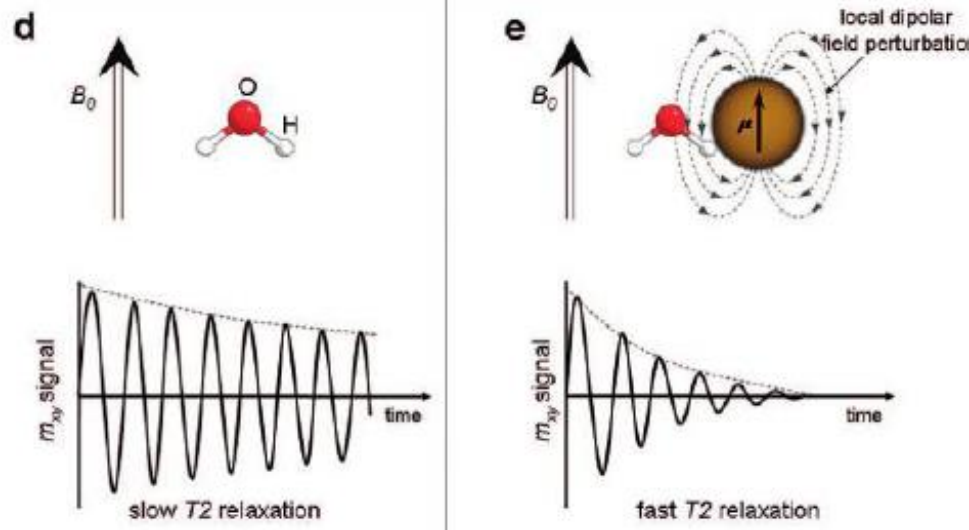 d
B0
O
H
mxy signal
time
slow T2 relaxation
e
local dipolar
field perturbation
B0
μ
mxy signal
time
fast T2 relaxation